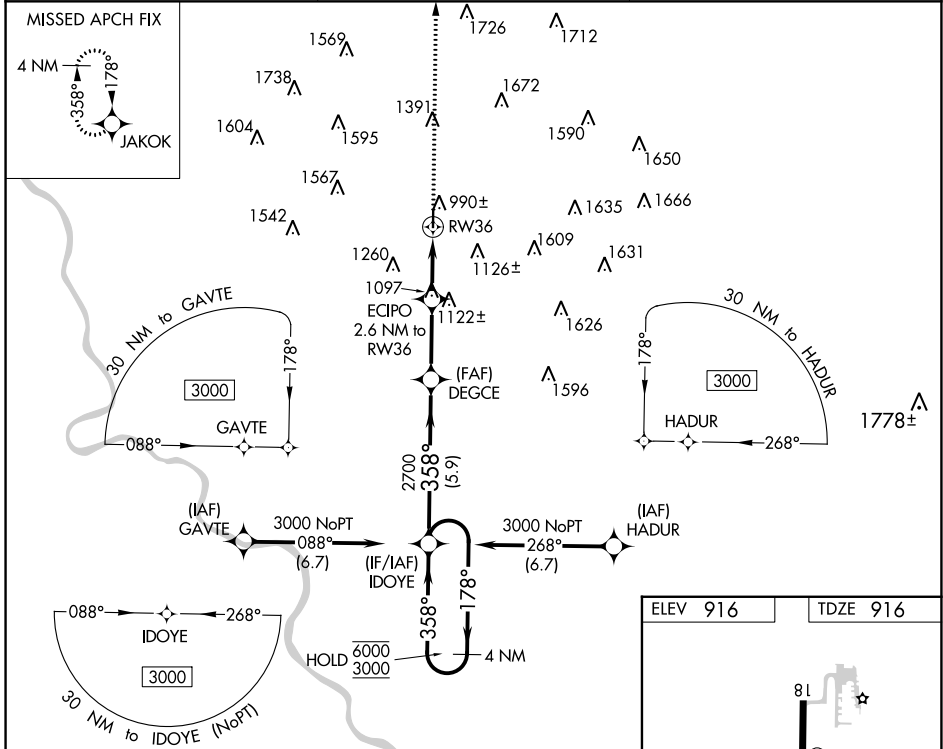 MISSED APCH FIX
4 NM
358°
178°
JAKOK
1569
1726
1712
1738
1672
1391
1604
1595
1590
1650
1567
990±
1635
1666
1542
RW36
1609
1260
1126±
1631
1097
ECIPO
2.6 NM to
RW36
1122±
1626
30 NM to GAVTE
178°
3000
GAVTE
088°
(FAF)
DEGCE
1596
30 NM to HADUR
178°
3000
HADUR
268°
1778±
2700
358°
(5.9)
(IAF)
GAVTE
3000 NoPT
088°
(6.7)
(IF/IAF)
IDOYE
3000 NoPT
268°
(6.7)
(IAF)
HADUR
358°
178°
HOLD
6000
3000
4 NM
088°
268°
IDOYE
3000
30 NM to IDOYE (NoPT)
ELEV 916
TDZE 916
18